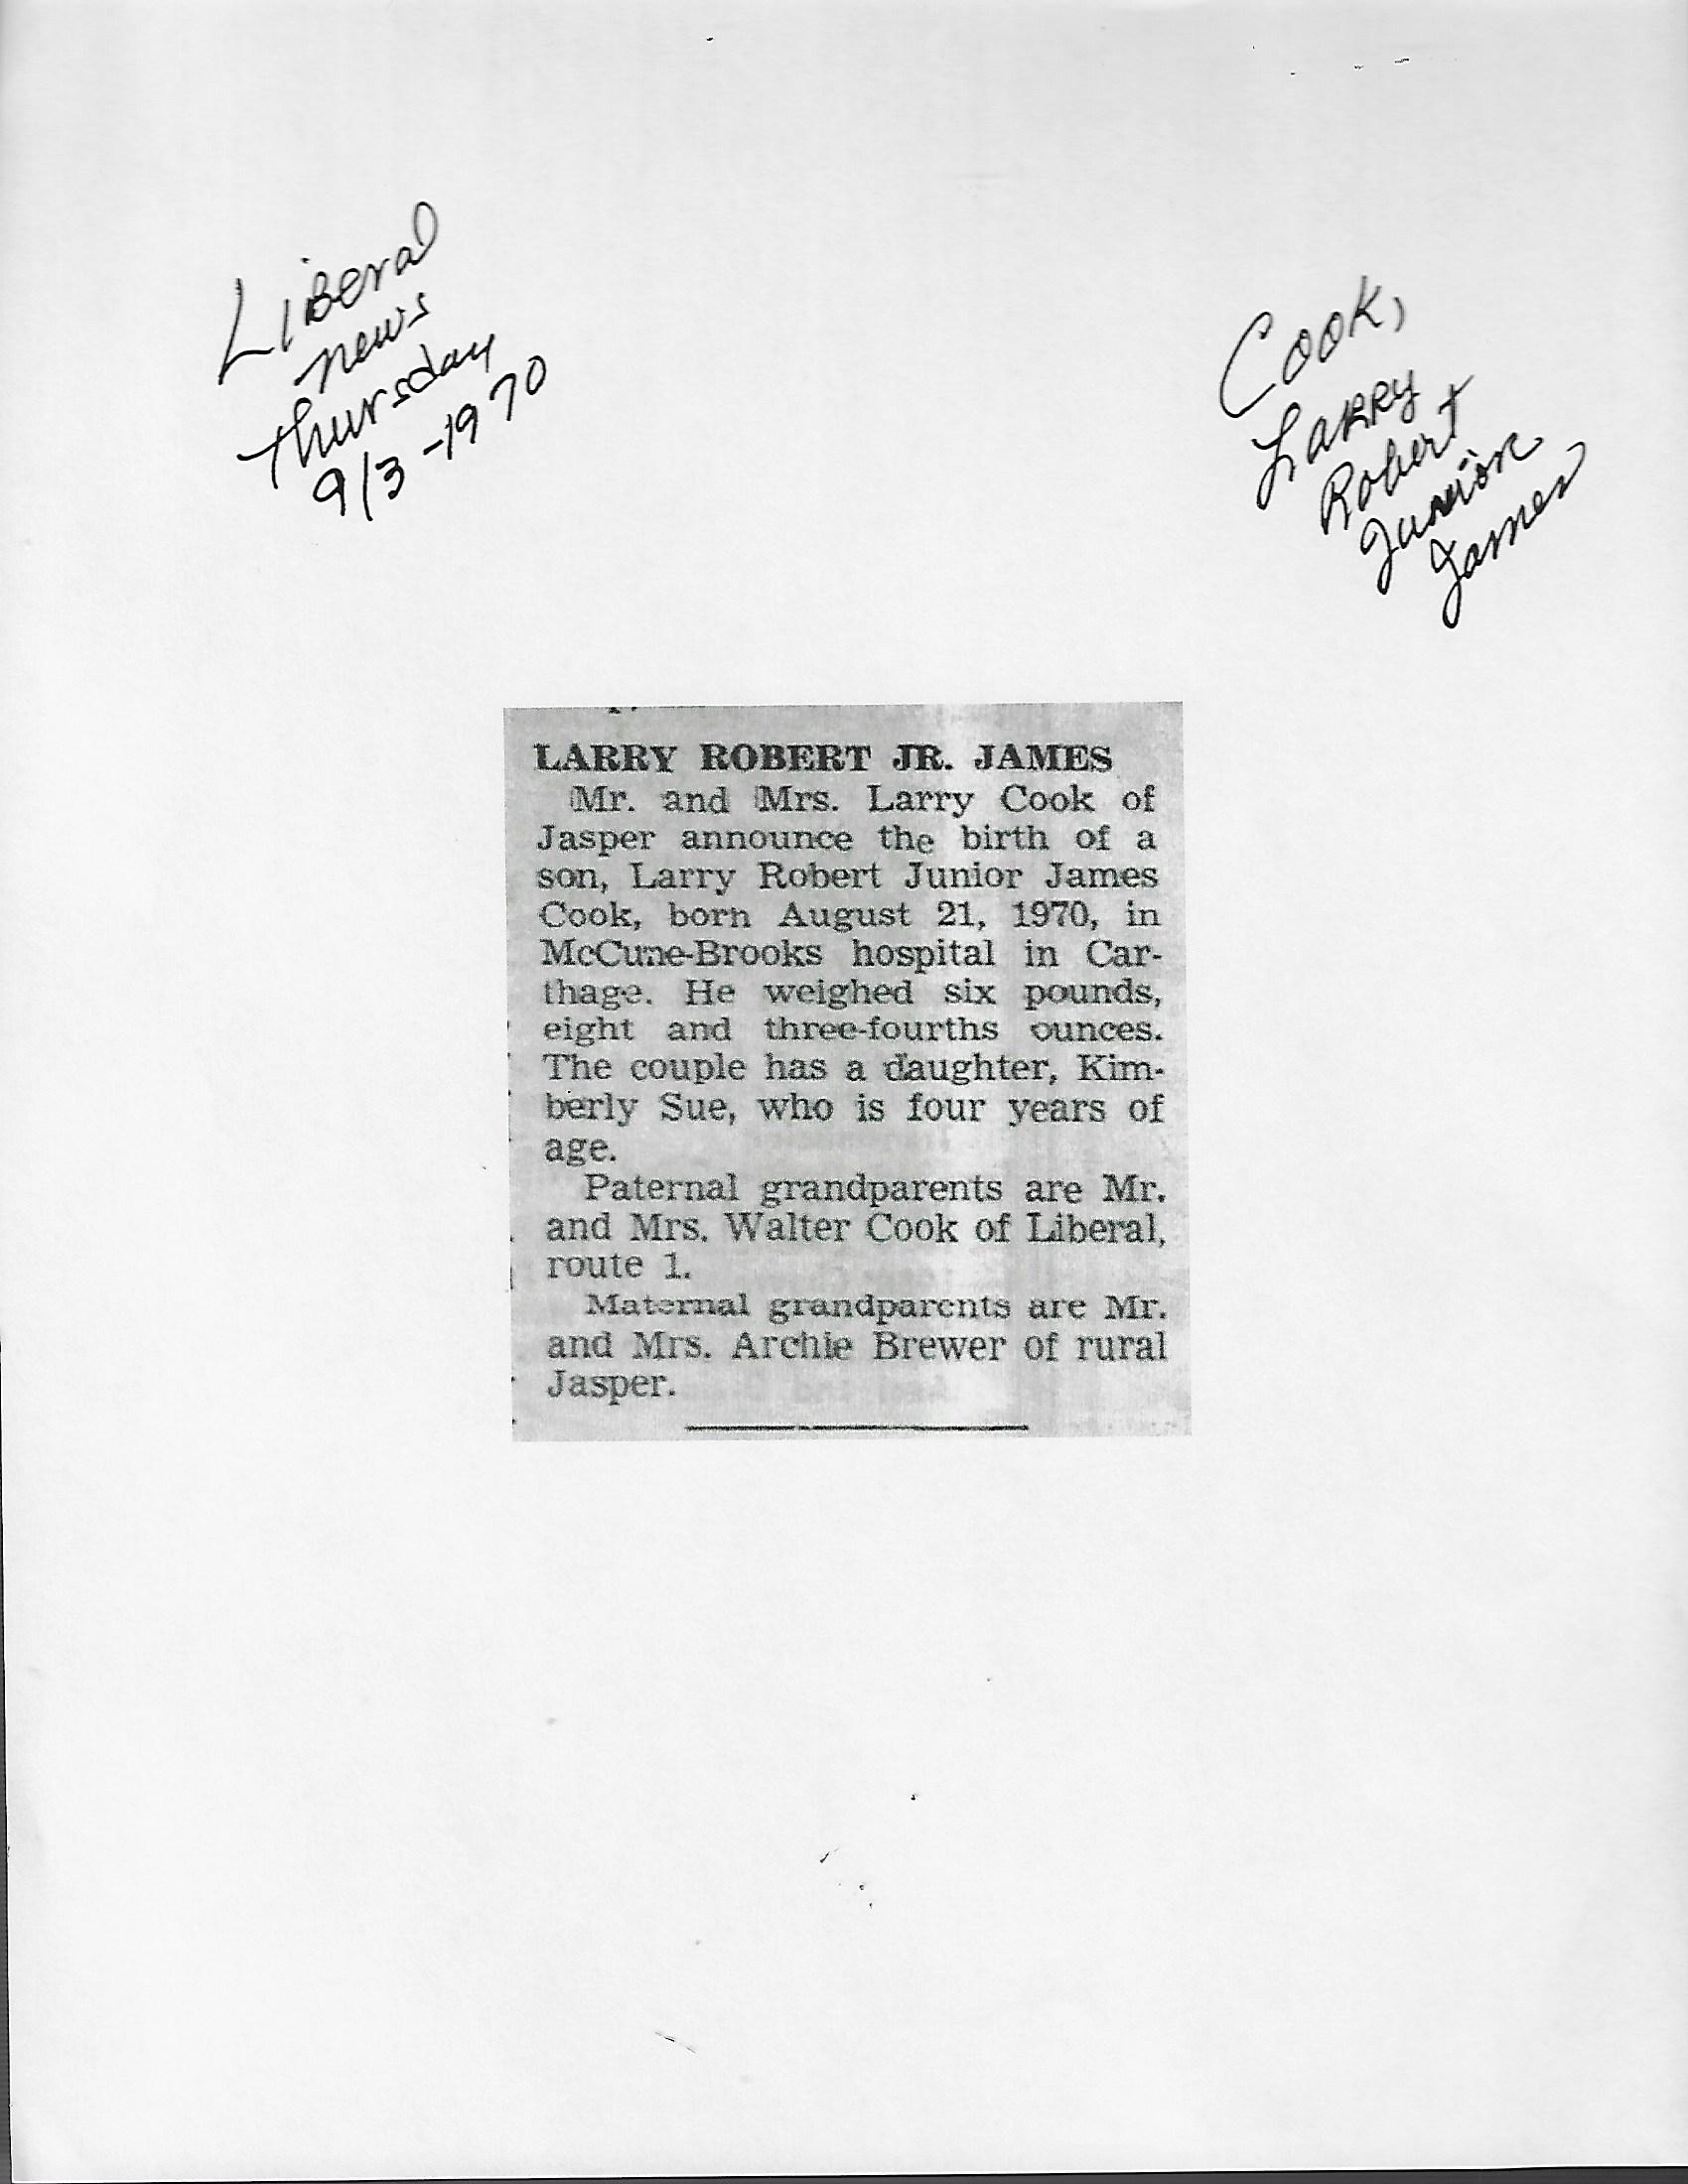 Liberal
news
Thursday
9/3-1970
Cook,
Larry
Robert
Junior
James
LARRY ROBERT JR. JAMES
Mr. and Mrs. Larry Cook of
Jasper announce the birth of a
son, Larry Robert Junior James
Cook, born August 21, 1970, in
McCune-Brooks hospital in Car-
thage. He weighed six pounds,
eight and three-fourths ounces.
The couple has a daughter, Kim-
berly Sue, who is four years of
age.
Paternal grandparents are Mr.
and Mrs. Walter Cook of Liberal,
route 1.
Maternal grandparents are Mr.
and Mrs. Archie Brewer of rural
Jasper.